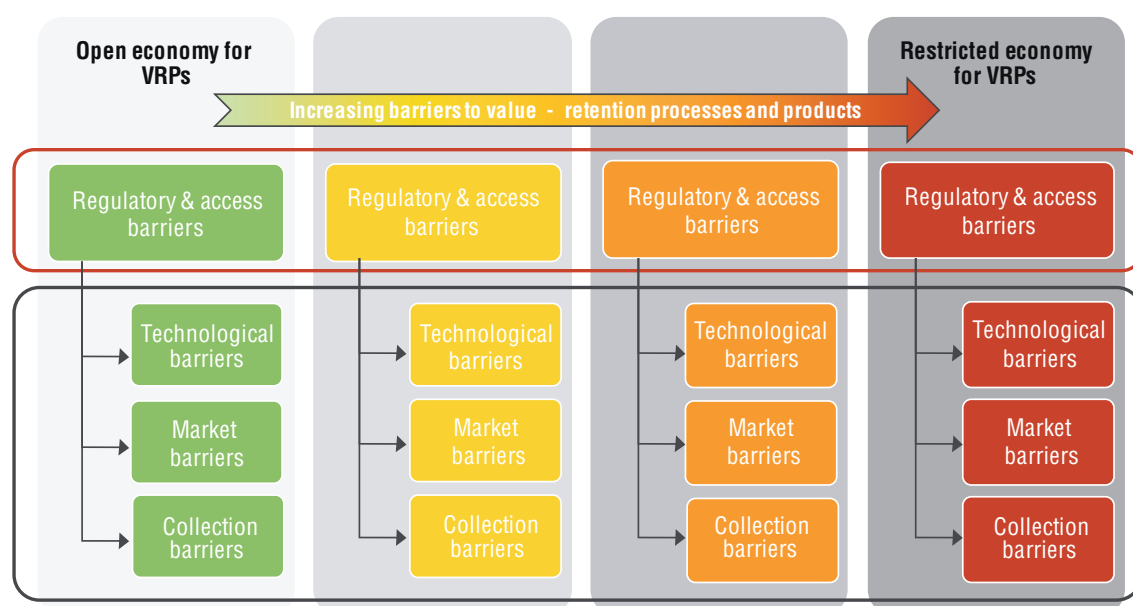 Open economy for
VRPs
Restricted economy
for VRPs
Increasing barriers to value - retention processes and products
Regulatory & access
barriers
Regulatory & access
barriers
Regulatory & access
barriers
Regulatory & access
barriers
Technological
barriers
Technological
barriers
Technological
barriers
Technological
barriers
Market
barriers
Market
barriers
Market
barriers
Market
barriers
Collection
barriers
Collection
barriers
Collection
barriers
Collection
barriers